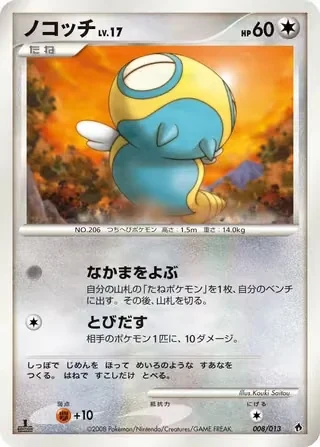 ノコッチ LV.17 HP 60
たね
NO.206 つちへびポケモン 高さ:1.5m 重さ:14.0kg
なかまをよぶ
自分の山札の「たねポケモン」を1枚、自分のベンチ
に出す。その後、山札を切る。
とびだす
相手のポケモン1匹に、10ダメージ。
しっぽで じめんを ほって めいろのような すあなを
つくる。はねで すこしだけ とべる。
Illus.Kouki Saitou
弱点 抵抗力 にげる
+10
1 008/013
©2008 Pokémon/Nintendo/Creatures/GAME FREAK.